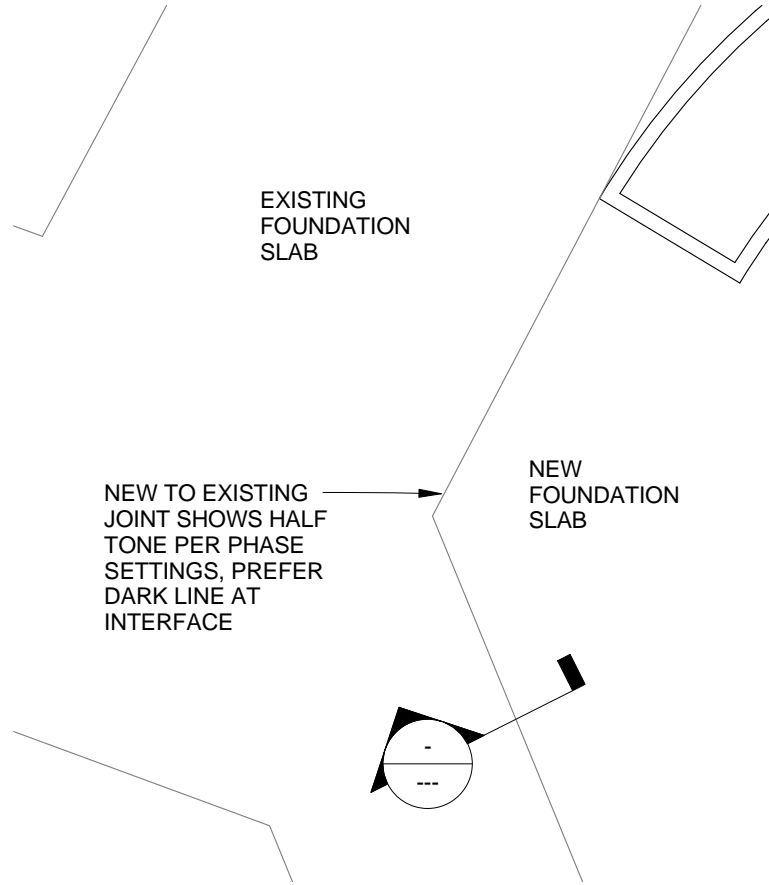 EXISTING
FOUNDATION
SLAB
NEW TO EXISTING
JOINT SHOWS HALF
TONE PER PHASE
SETTINGS, PREFER
DARK LINE AT
INTERFACE
NEW
FOUNDATION
SLAB
-
---